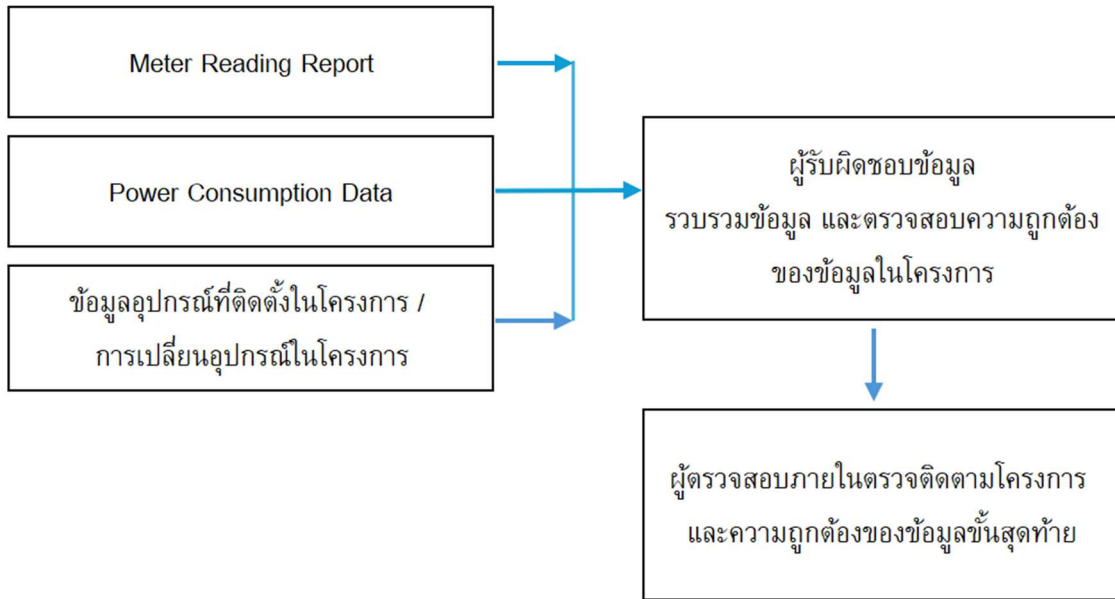 Meter Reading Report
Power Consumption Data
ข้อมูลอุปกรณ์ที่ติดตั้งในโครงการ /
การเปลี่ยนอุปกรณ์ในโครงการ
ผู้รับผิดชอบข้อมูล
รวบรวมข้อมูล และตรวจสอบความถูกต้อง
ของข้อมูลในโครงการ
ผู้ตรวจสอบภายในตรวจติดตามโครงการ
และความถูกต้องของข้อมูลขั้นสุดท้าย